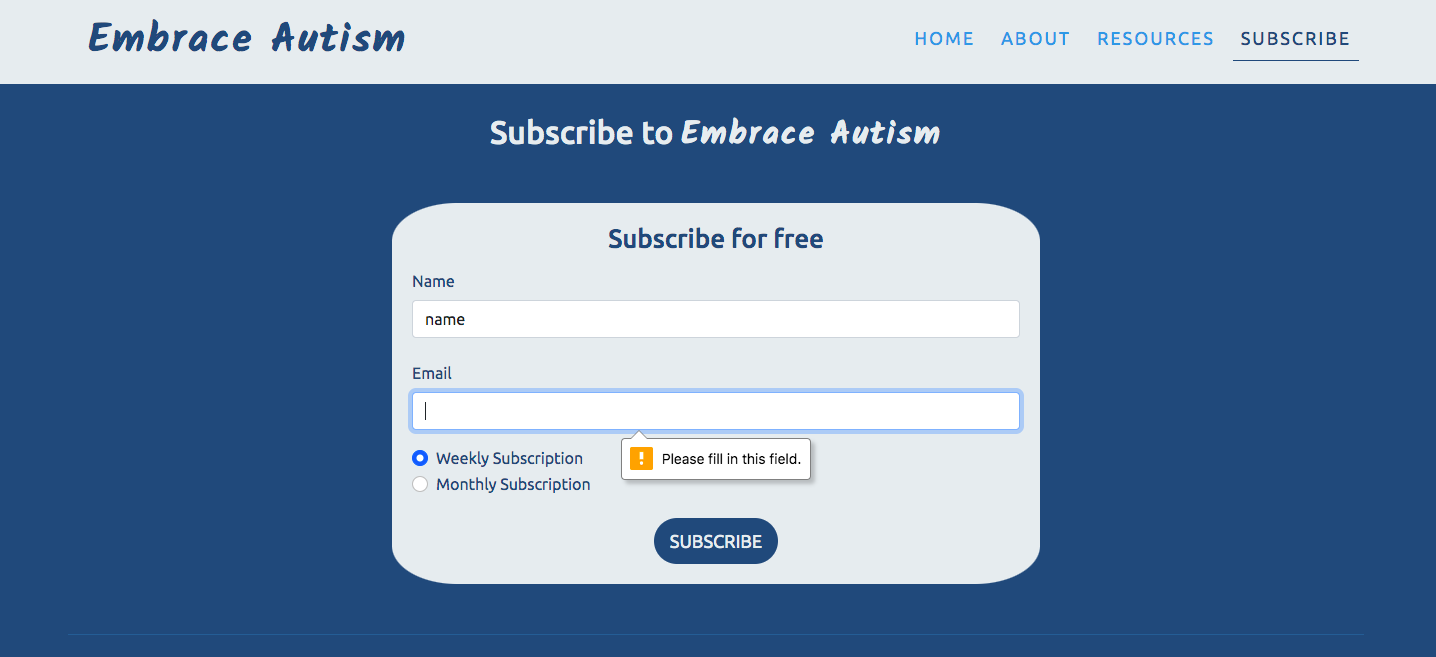 Embrace Autism
HOME ABOUT RESOURCES SUBSCRIBE
Subscribe to Embrace Autism
Subscribe for free
Name
name
Email
Weekly Subscription
Please fill in this field.
Monthly Subscription
SUBSCRIBE